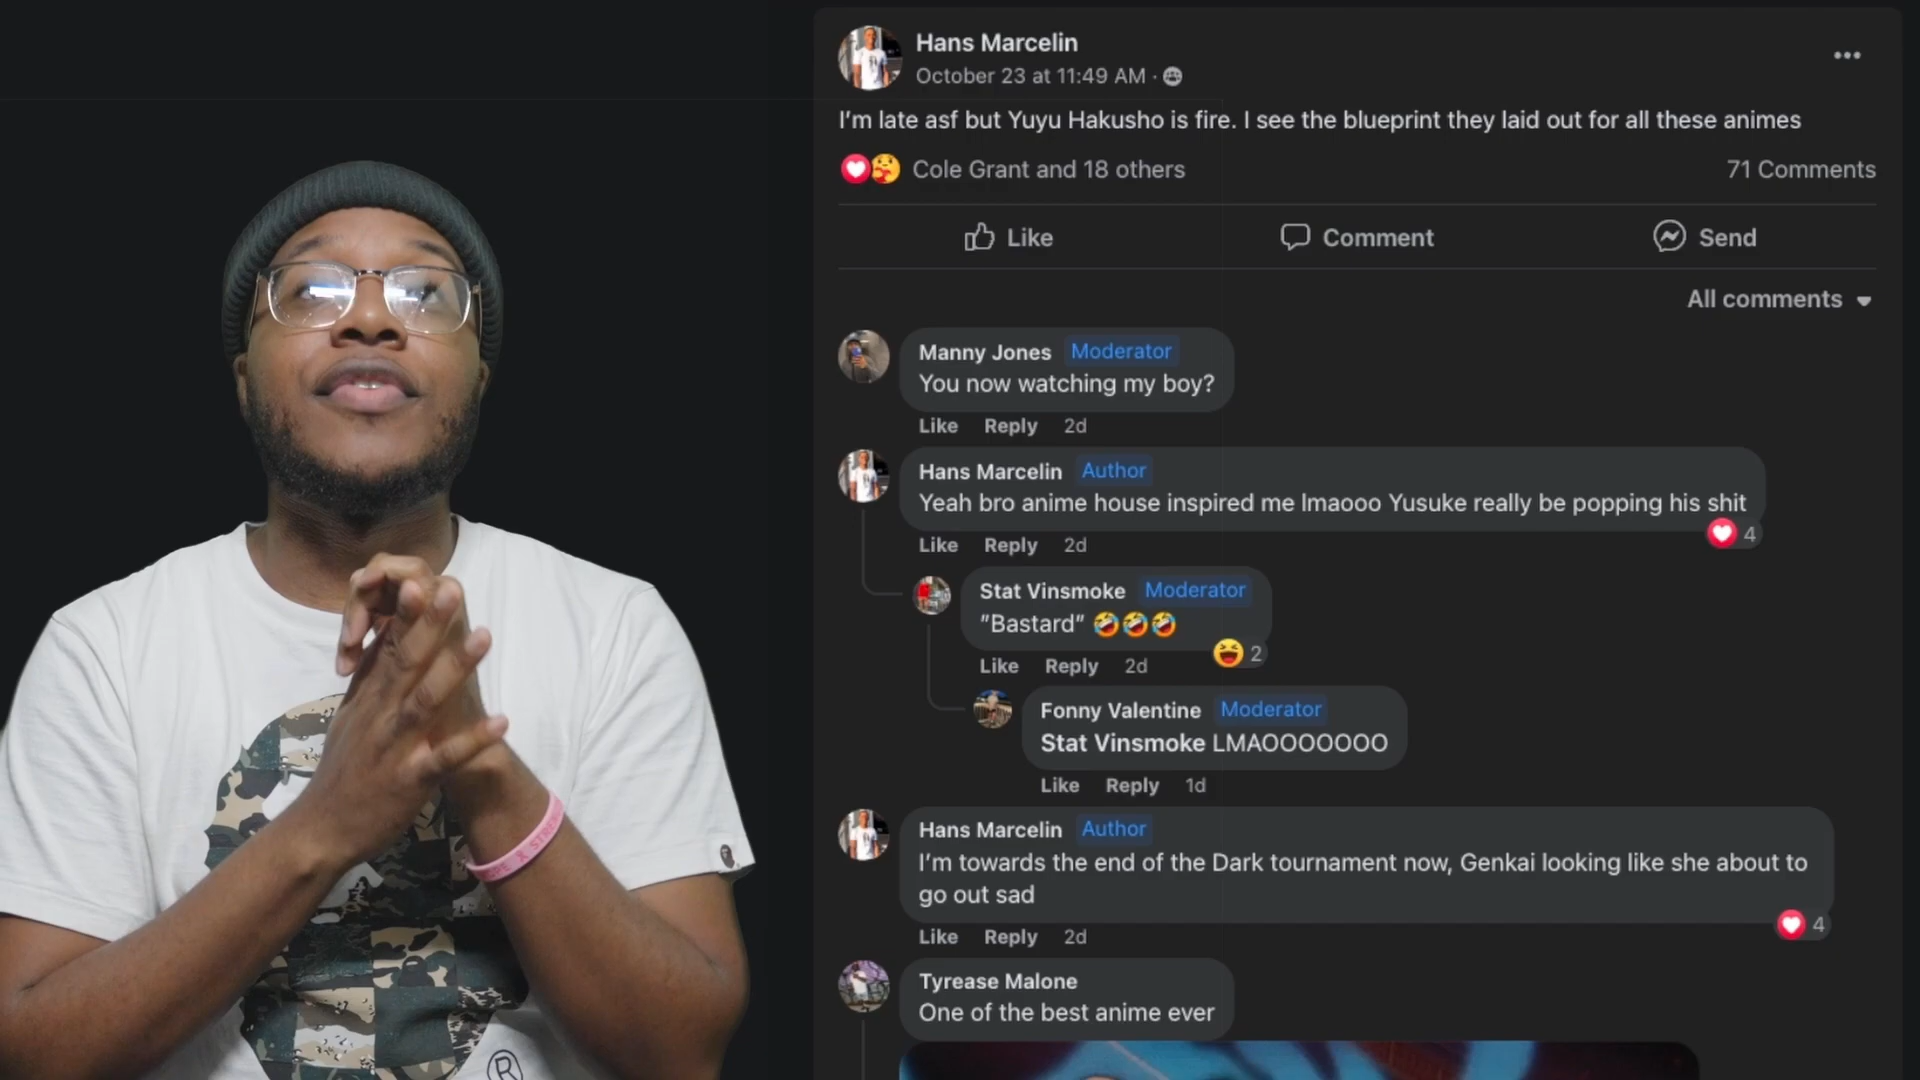 Hans Marcelin
October 23 at 11:49 AM ·
I'm late asf but Yuyu Hakusho is fire. I see the blueprint they laid out for all these animes
Cole Grant and 18 others
71 Comments
Like
Comment
Send
All comments
Manny Jones Moderator
You now watching my boy?
Like Reply 2d
Hans Marcelin Author
Yeah bro anime house inspired me lmaooo Yusuke really be popping his shit
4
Like Reply 2d
Stat Vinsmoke Moderator
"Bastard" 🤣🤣🤣
2
Like Reply 2d
Fonny Valentine Moderator
Stat Vinsmoke LMAOOOOOOO
Like Reply 1d
Hans Marcelin Author
I'm towards the end of the Dark tournament now, Genkai looking like she about to
go out sad
4
Like Reply 2d
Tyrease Malone
One of the best anime ever
®